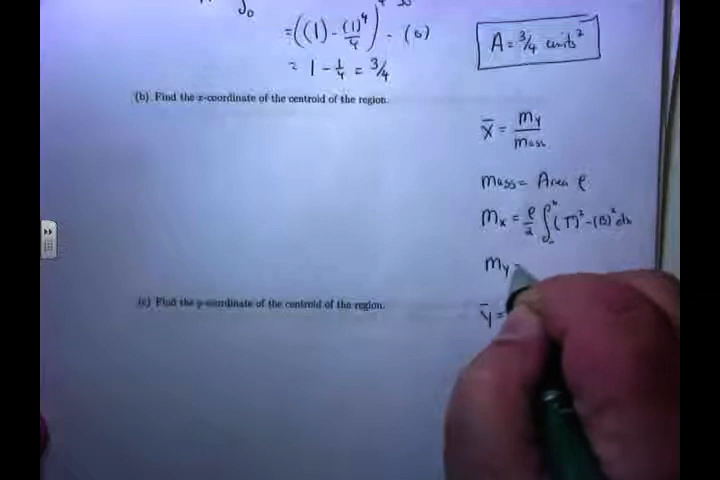 ∫₀
= ((1) - (1)⁴/4) - (0)
A = 3/4 units²
= 1 - 1/4 = 3/4
(b) Find the x-coordinate of the centroid of the region.
x̄ = My/mass
mass = Area ρ
Mx = ρ/2 ∫ (T)² - (B)² dx
My =
(c) Find the y-coordinate of the centroid of the region.
ȳ =